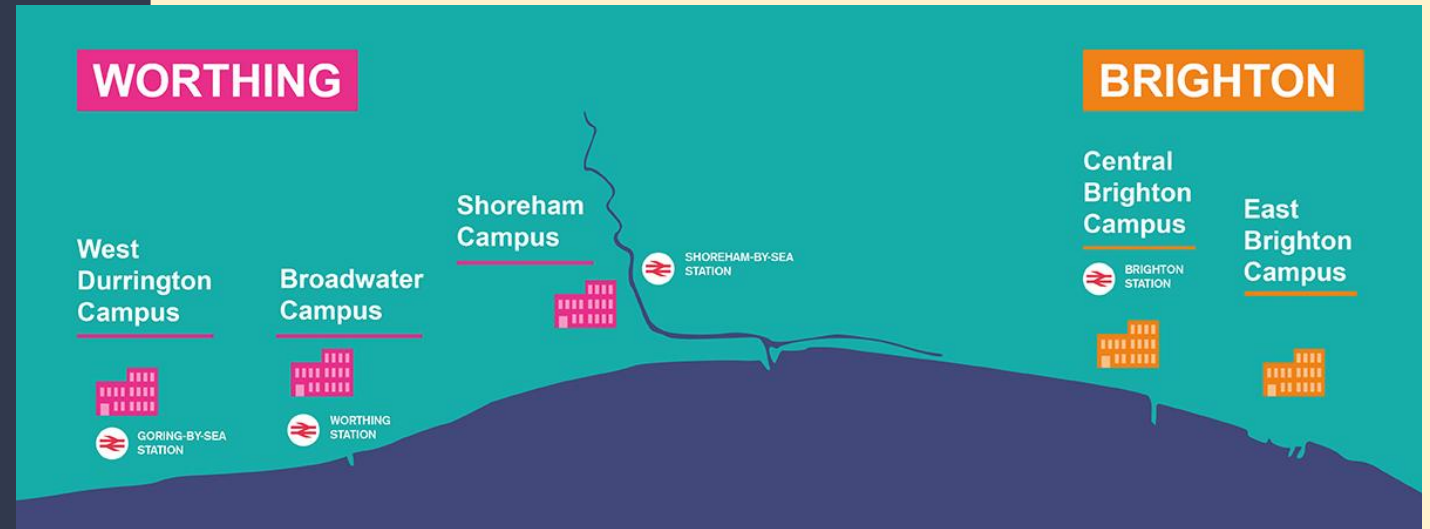 WORTHING
West
Durrington
Campus
GORING-BY-SEA
STATION
Broadwater
Campus
WORTHING
STATION
Shoreham
Campus
SHOREHAM-BY-SEA
STATION
BRIGHTON
Central
Brighton
Campus
BRIGHTON
STATION
East
Brighton
Campus